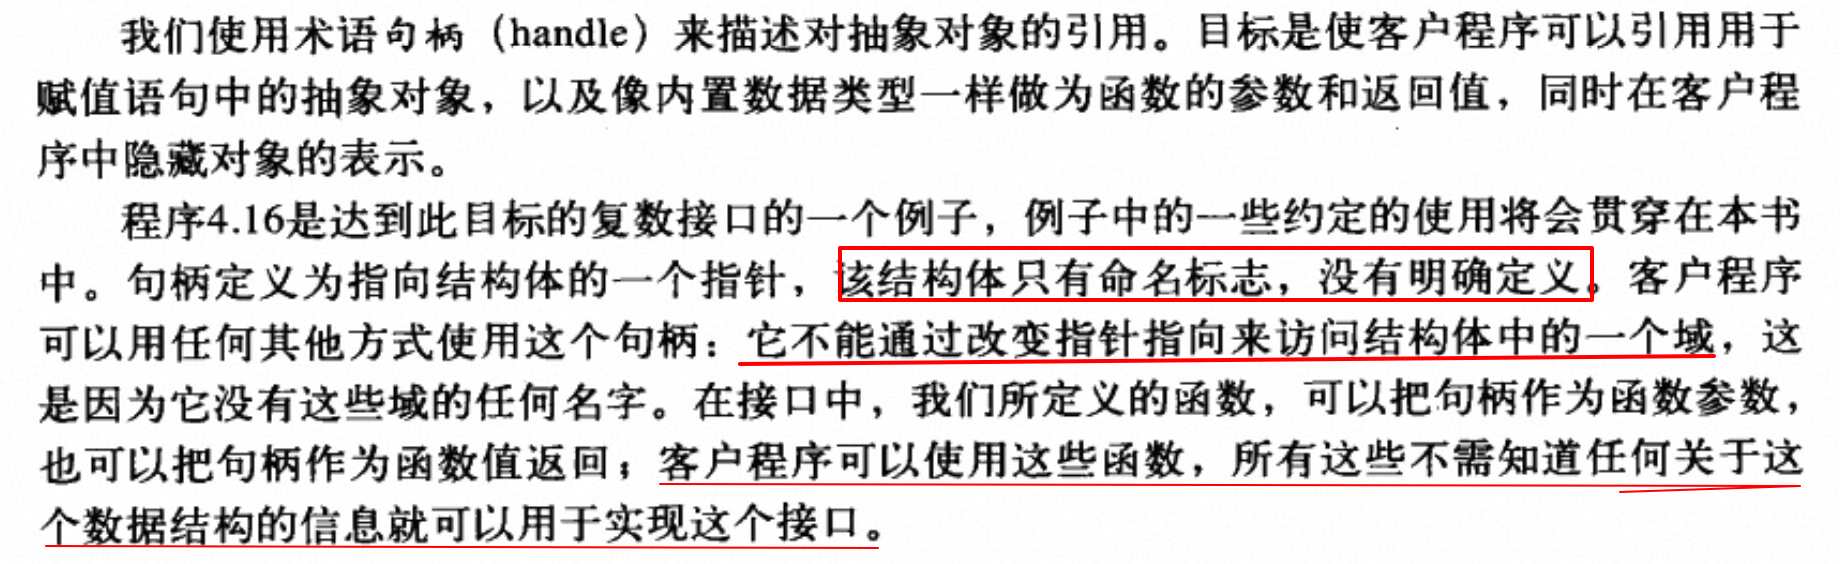 我们使用术语句柄（handle）来描述对抽象对象的引用。目标是使客户程序可以引用用于
赋值语句中的抽象对象，以及像内置数据类型一样做为函数的参数和返回值，同时在客户程
序中隐藏对象的表示。
程序4.16是达到此目标的复数接口的一个例子，例子中的一些约定的使用将会贯穿在本书
中。句柄定义为指向结构体的一个指针，该结构体只有命名标志，没有明确定义。客户程序
可以用任何其他方式使用这个句柄：它不能通过改变指针指向来访问结构体中的一个域，这
是因为它没有这些域的任何名字。在接口中，我们所定义的函数，可以把句柄作为函数参数，
也可以把句柄作为函数值返回；客户程序可以使用这些函数，所有这些不需知道任何关于这
个数据结构的信息就可以用于实现这个接口。